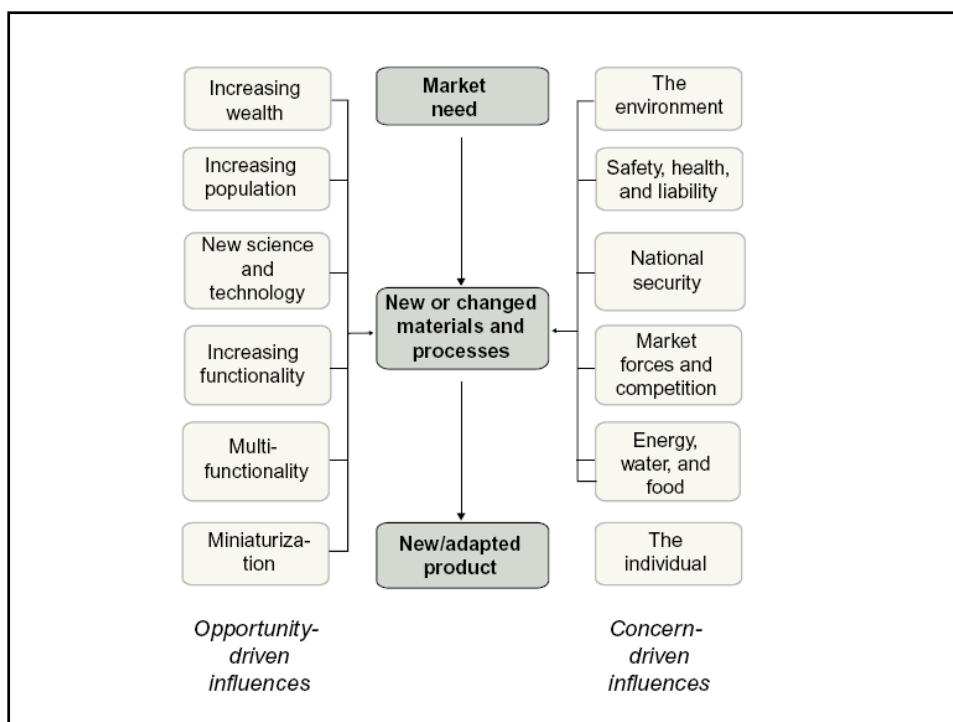 Increasing
wealth
Increasing
population
New science
and
technology
Increasing
functionality
Multi-
functionality
Miniaturiza-
tion
Opportunity-
driven
influences
Market
need
New or changed
materials and
processes
New/adapted
product
The
environment
Safety, health,
and liability
National
security
Market
forces and
competition
Energy,
water, and
food
The
individual
Concern-
driven
influences